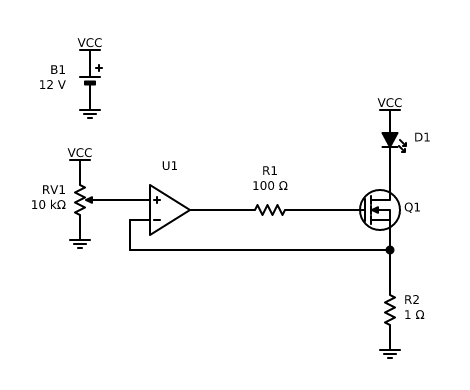 VCC
B1
12 V
+
VCC
RV1
10 kΩ
U1
+
−
R1
100 Ω
VCC
D1
Q1
R2
1 Ω